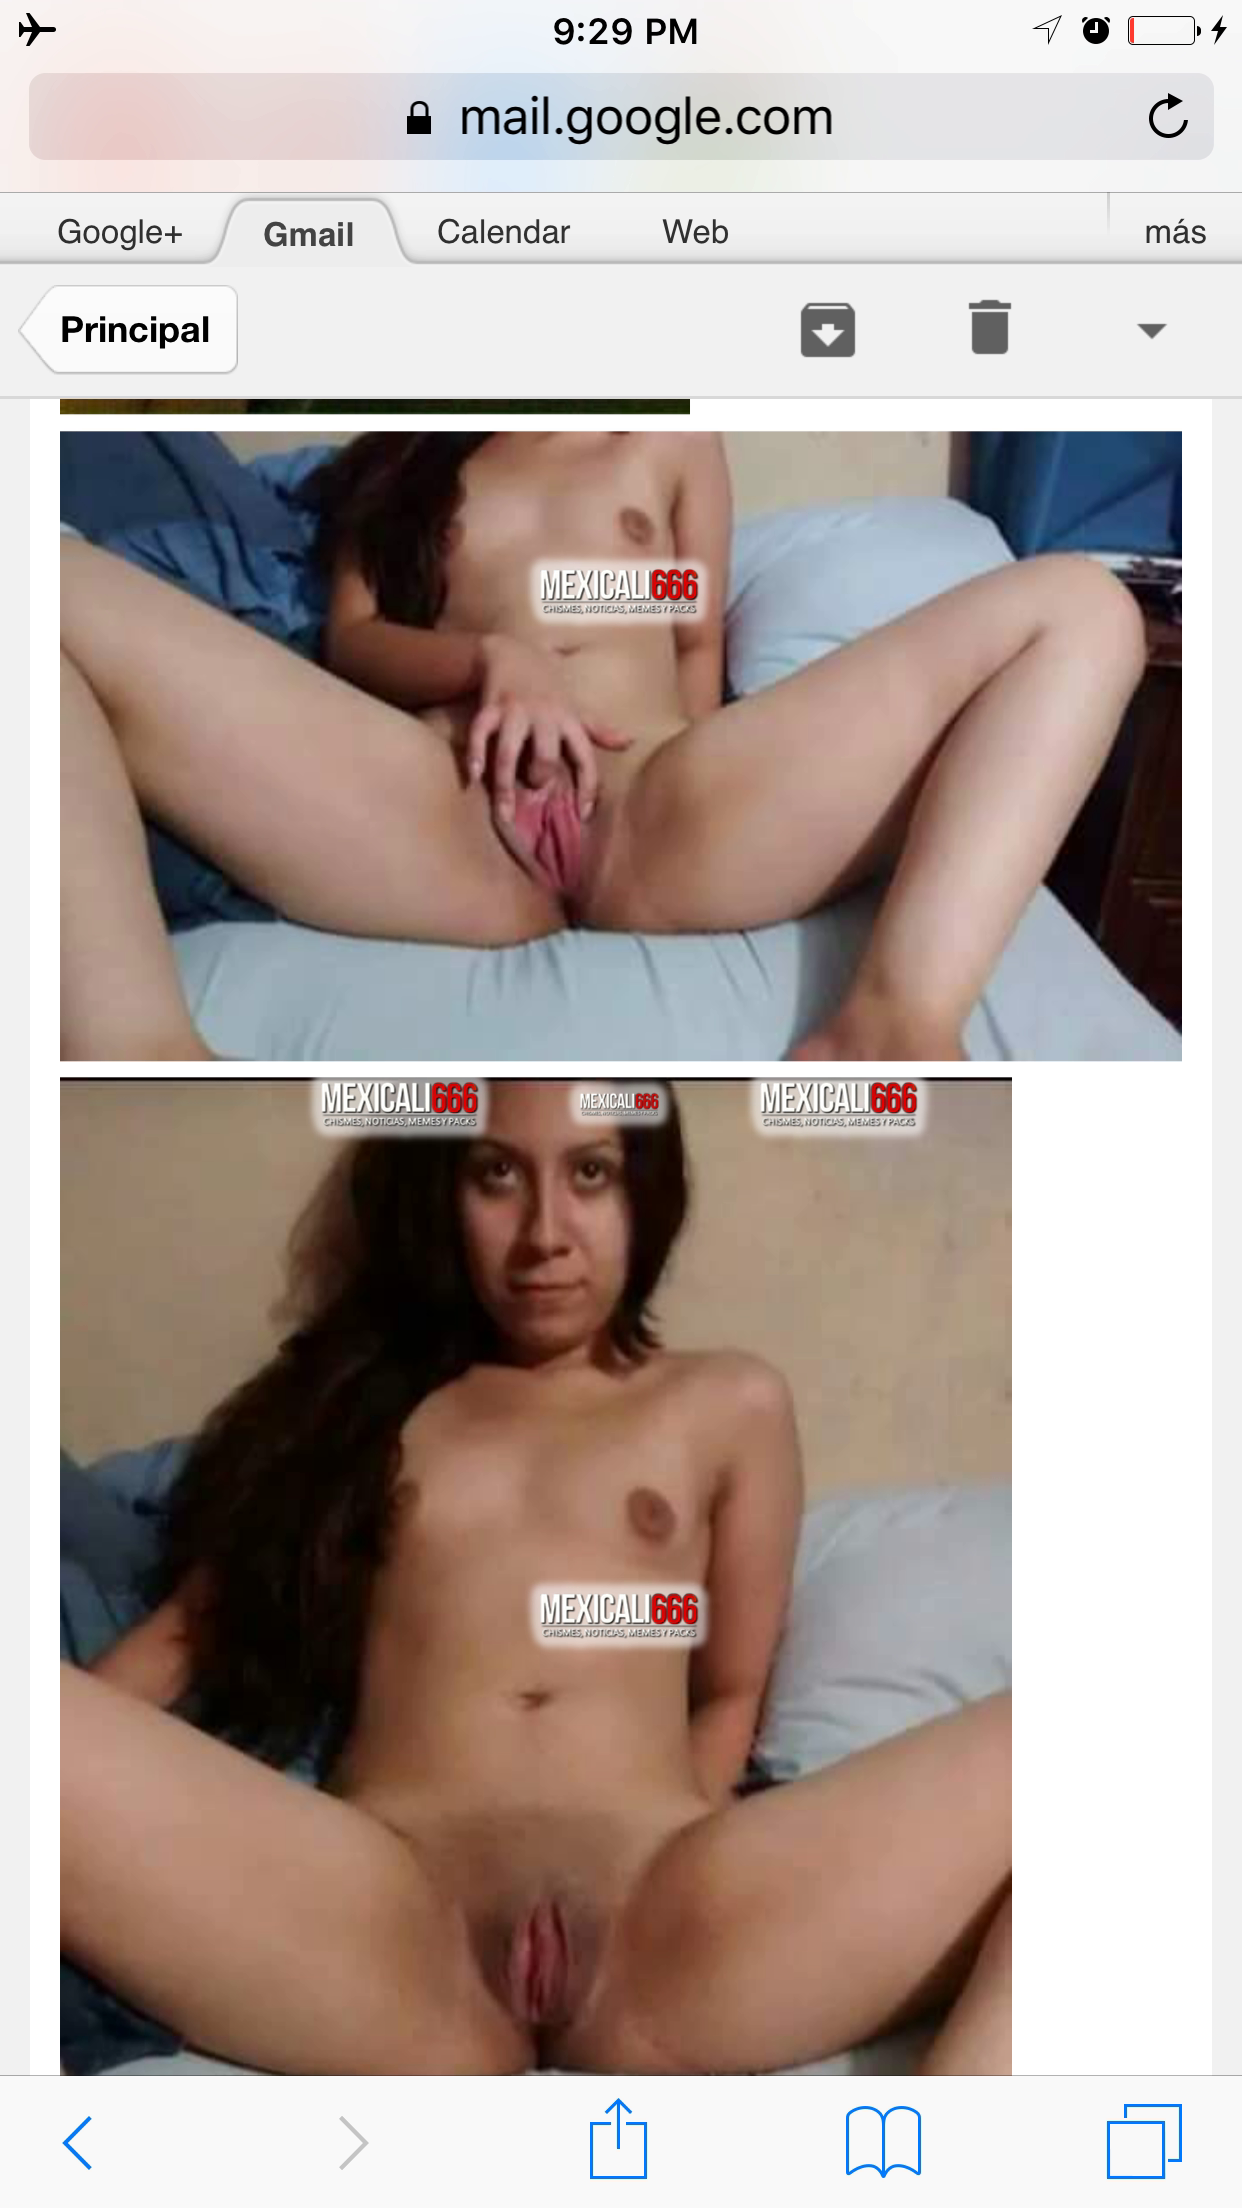 9:29 PM
mail.google.com
Google+ Gmail Calendar Web más
Principal
MEXICALI666
CHISMES, NOTICIAS, MEMES Y PACKS
MEXICALI666 MEXICALI666 MEXICALI666
CHISMES, NOTICIAS, MEMES Y PACKS CHISMES, NOTICIAS, MEMES Y PACKS CHISMES, NOTICIAS, MEMES Y PACKS
MEXICALI666
CHISMES, NOTICIAS, MEMES Y PACKS